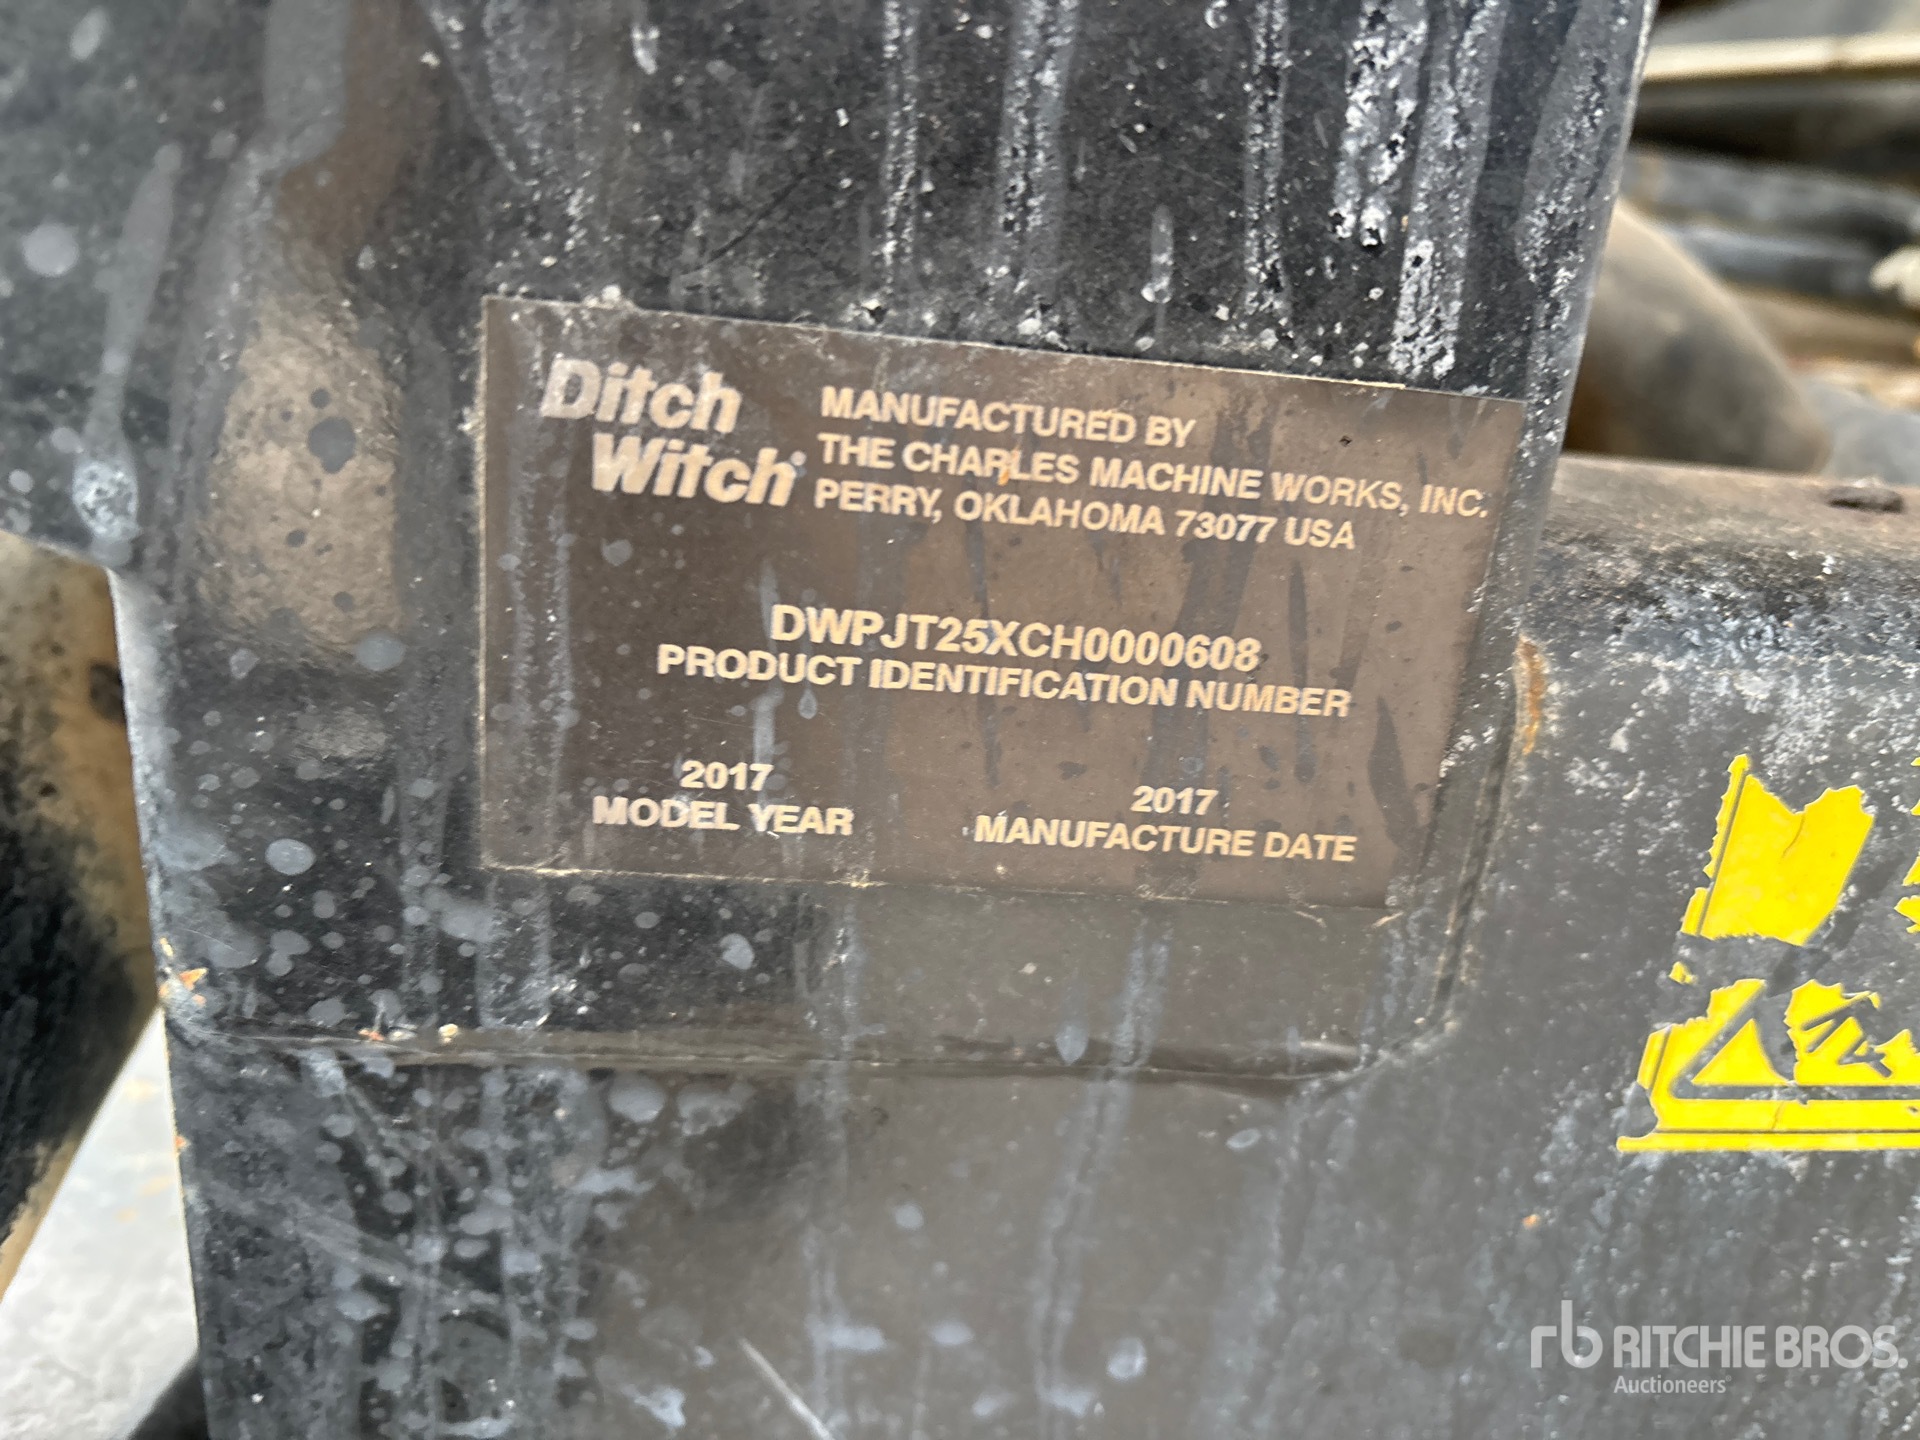 Ditch
Witch
MANUFACTURED BY
THE CHARLES MACHINE WORKS, INC.
PERRY, OKLAHOMA 73077 USA
DWPJT25XCH0000608
PRODUCT IDENTIFICATION NUMBER
2017
MODEL YEAR
2017
MANUFACTURE DATE
rb RITCHIE BROS.
Auctioneers